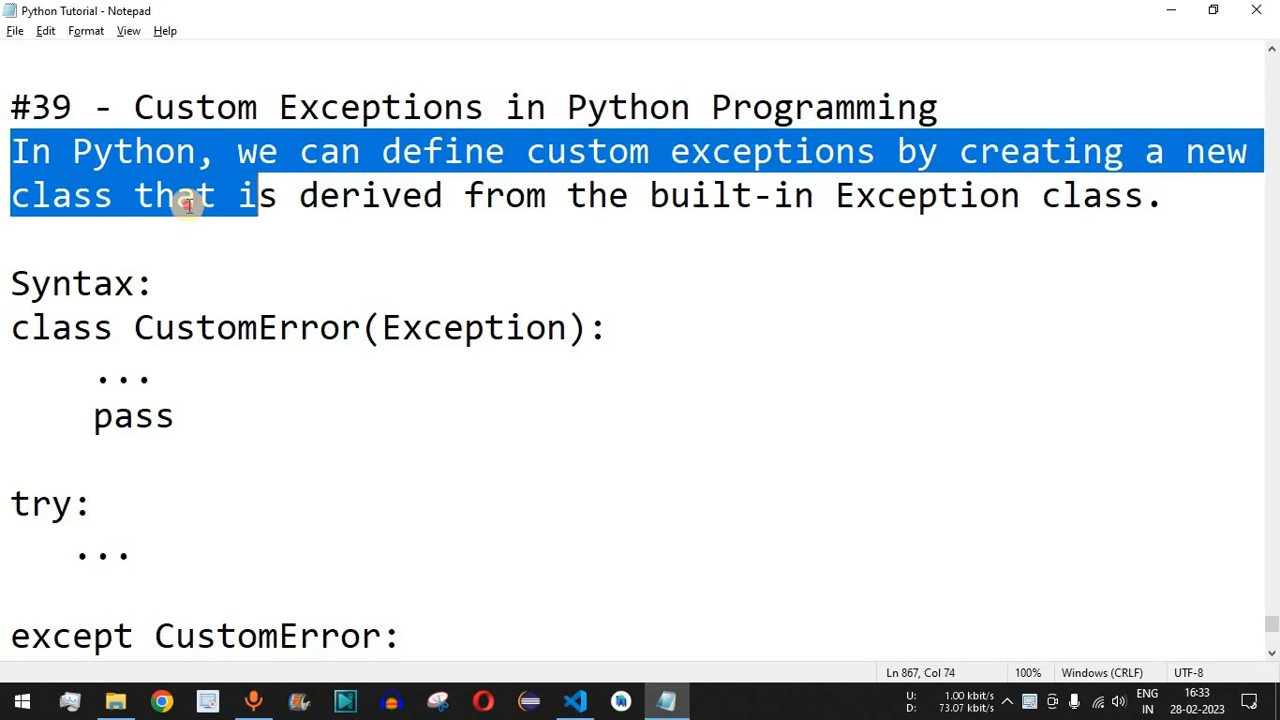 Python Tutorial - Notepad
File Edit Format View Help
#39 - Custom Exceptions in Python Programming
In Python, we can define custom exceptions by creating a new
class that is derived from the built-in Exception class.
Syntax:
class CustomError(Exception):
...
pass
try:
...
except CustomError:
Ln 867, Col 74 100% Windows (CRLF) UTF-8
U: 1.00 kbit/s
D: 73.07 kbit/s
ENG
IN
16:33
28-02-2023